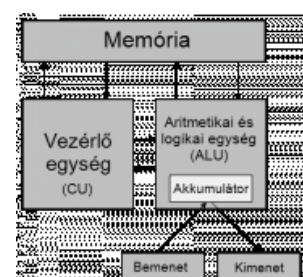 Memória
Vezérlő
egység
(CU)
Aritmetikai és
logikai egység
(ALU)
Akkumulátor
Bemenet
Kimenet